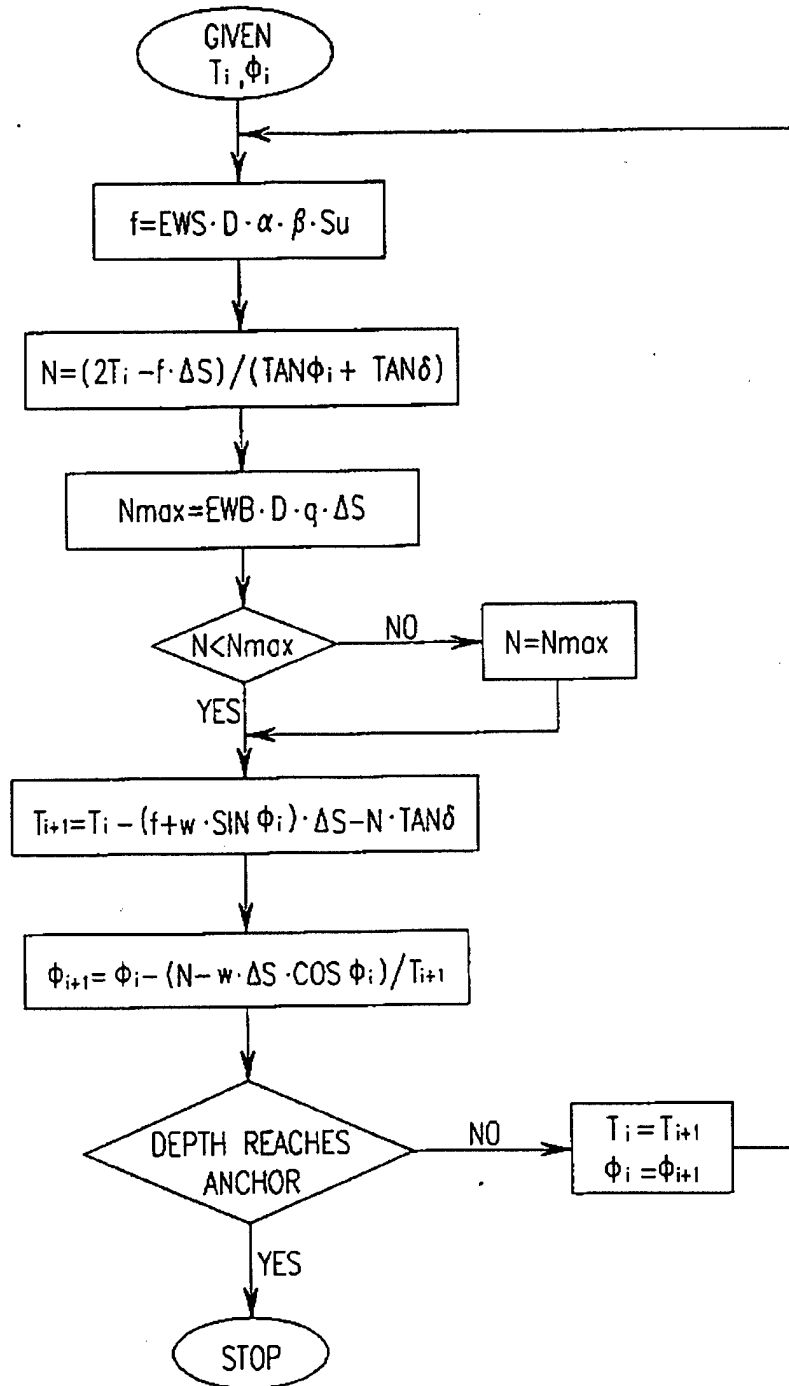 GIVEN
Ti,ϕi
f=EWS·D·α·β·Su
N=(2Ti-f·ΔS)/(TANϕi+ TANδ)
Nmax=EWB·D·q·ΔS
N<Nmax
NO
N=Nmax
YES
Ti+1=Ti-(f+w·SINϕi)·ΔS-N·TANδ
ϕi+1=ϕi-(N-w·ΔS·COSϕi)/Ti+1
DEPTH REACHES
ANCHOR
NO
Ti=Ti+1
ϕi=ϕi+1
YES
STOP